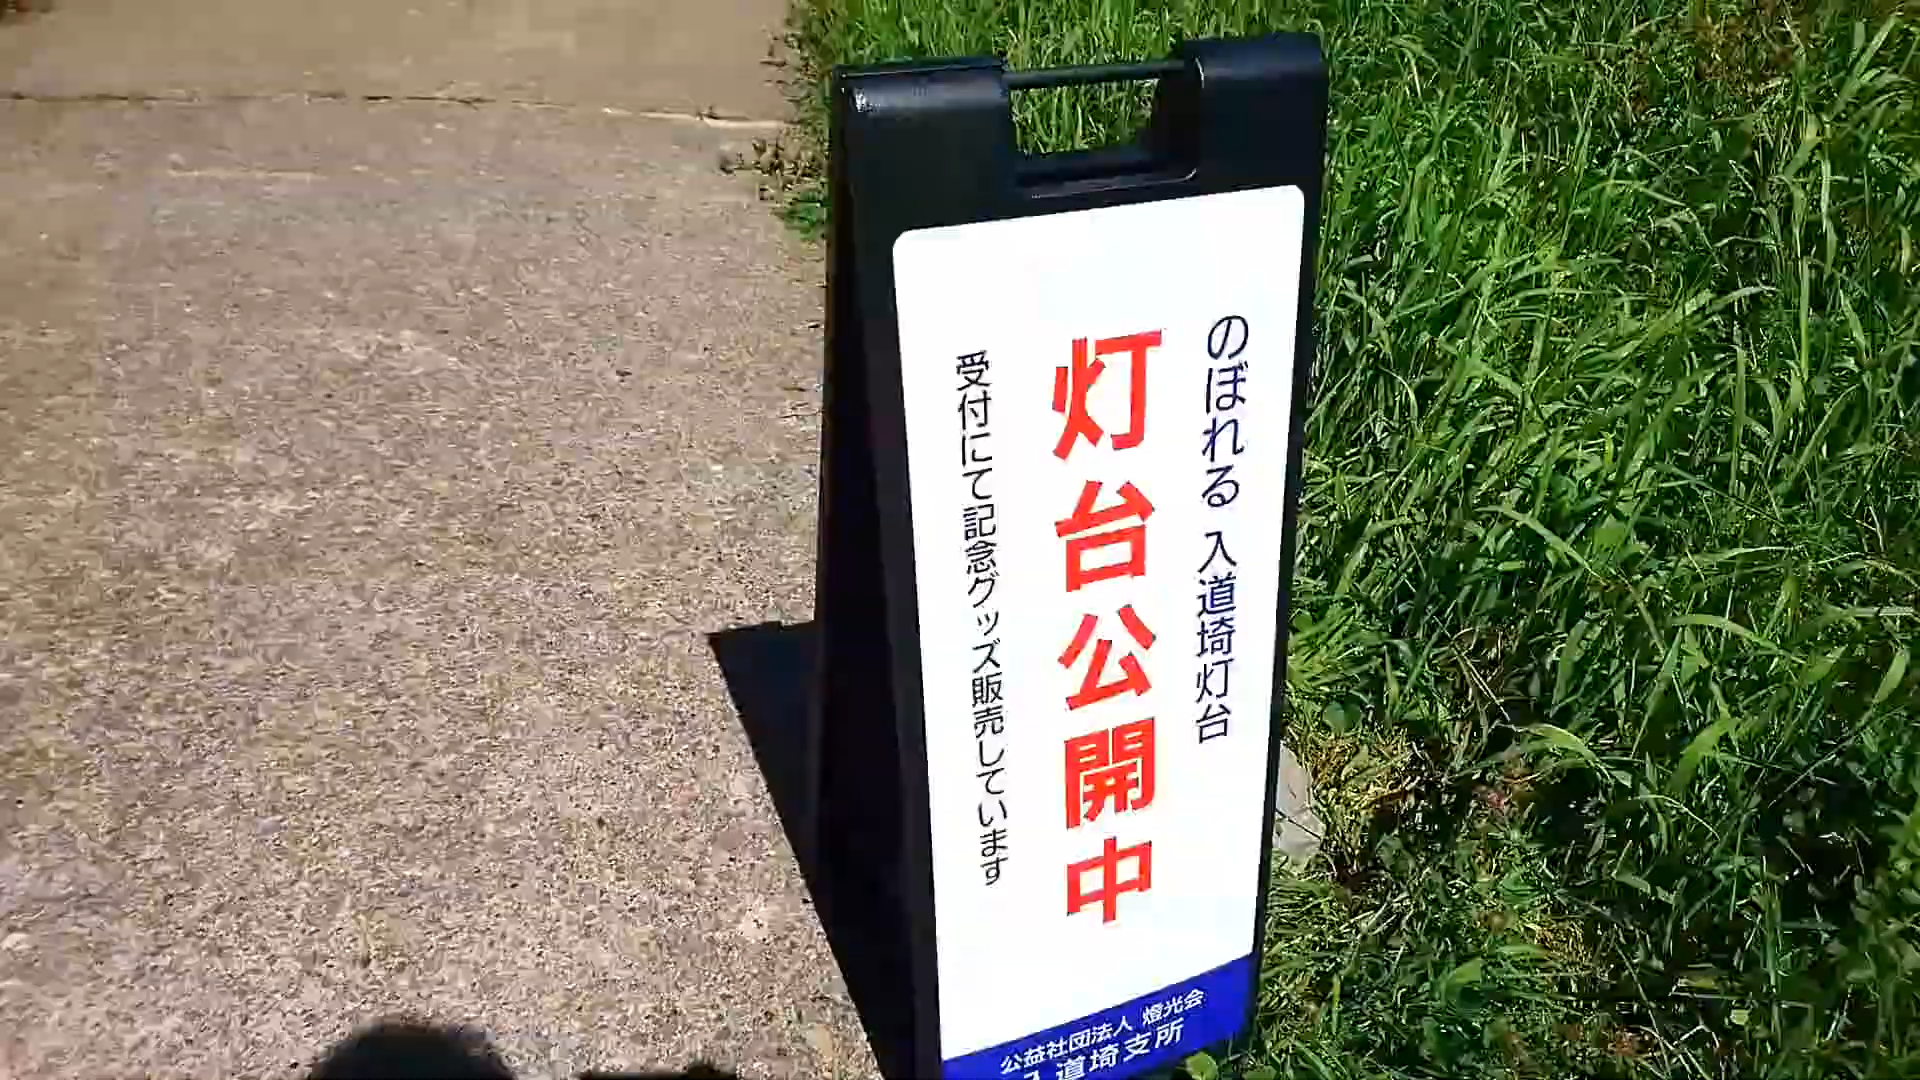 のぼれる 入道埼灯台
灯台公開中
受付にて記念グッズ販売しています
公益社団法人 燈光会
入道埼支所